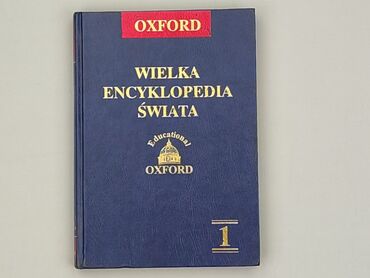 OXFORD
WIELKA
ENCYKLOPEDIA
ŚWIATA
Educational
OXFORD
1